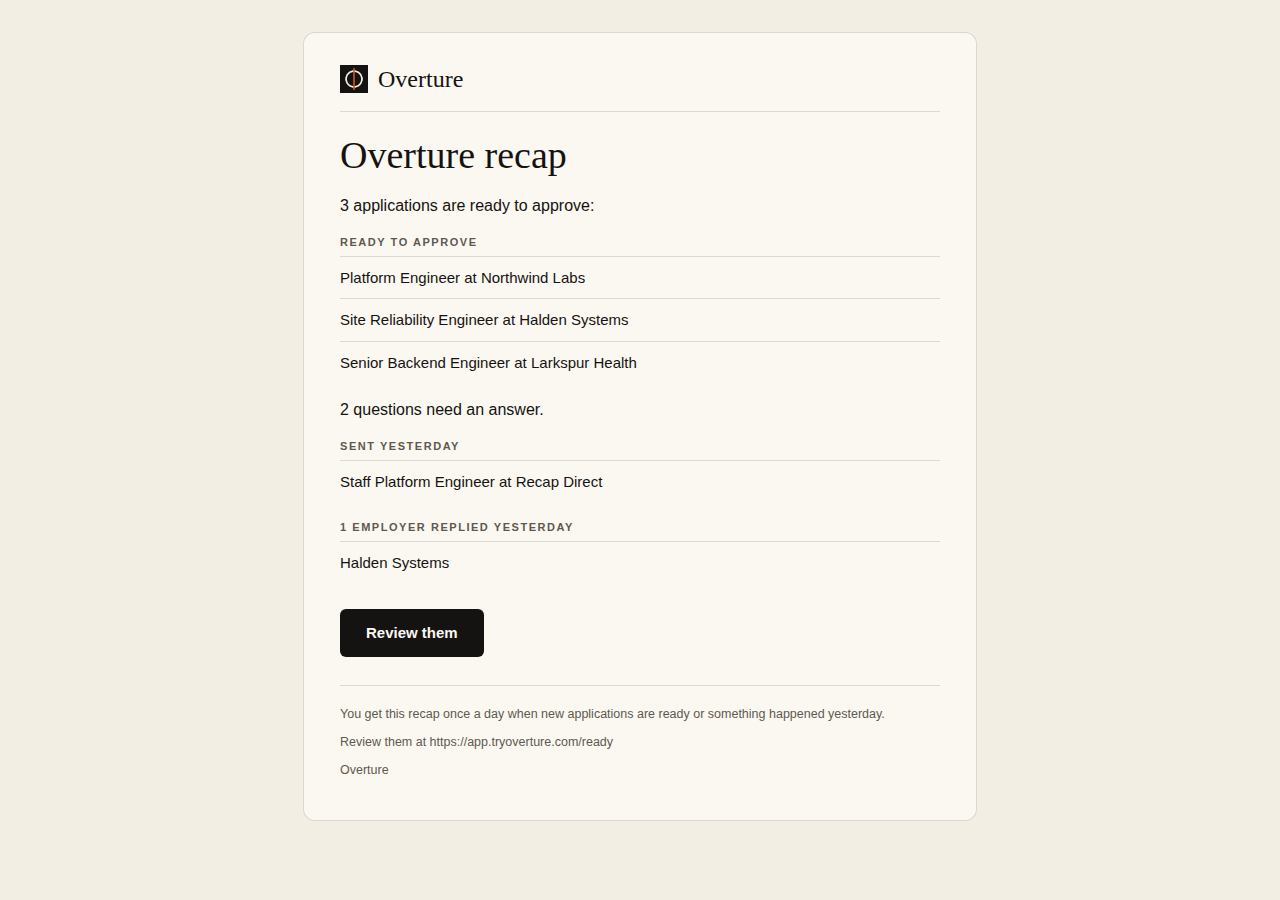 Overture
Overture recap
3 applications are ready to approve:
READY TO APPROVE
Platform Engineer at Northwind Labs
Site Reliability Engineer at Halden Systems
Senior Backend Engineer at Larkspur Health
2 questions need an answer.
SENT YESTERDAY
Staff Platform Engineer at Recap Direct
1 EMPLOYER REPLIED YESTERDAY
Halden Systems
Review them
You get this recap once a day when new applications are ready or something happened yesterday.
Review them at https://app.tryoverture.com/ready
Overture